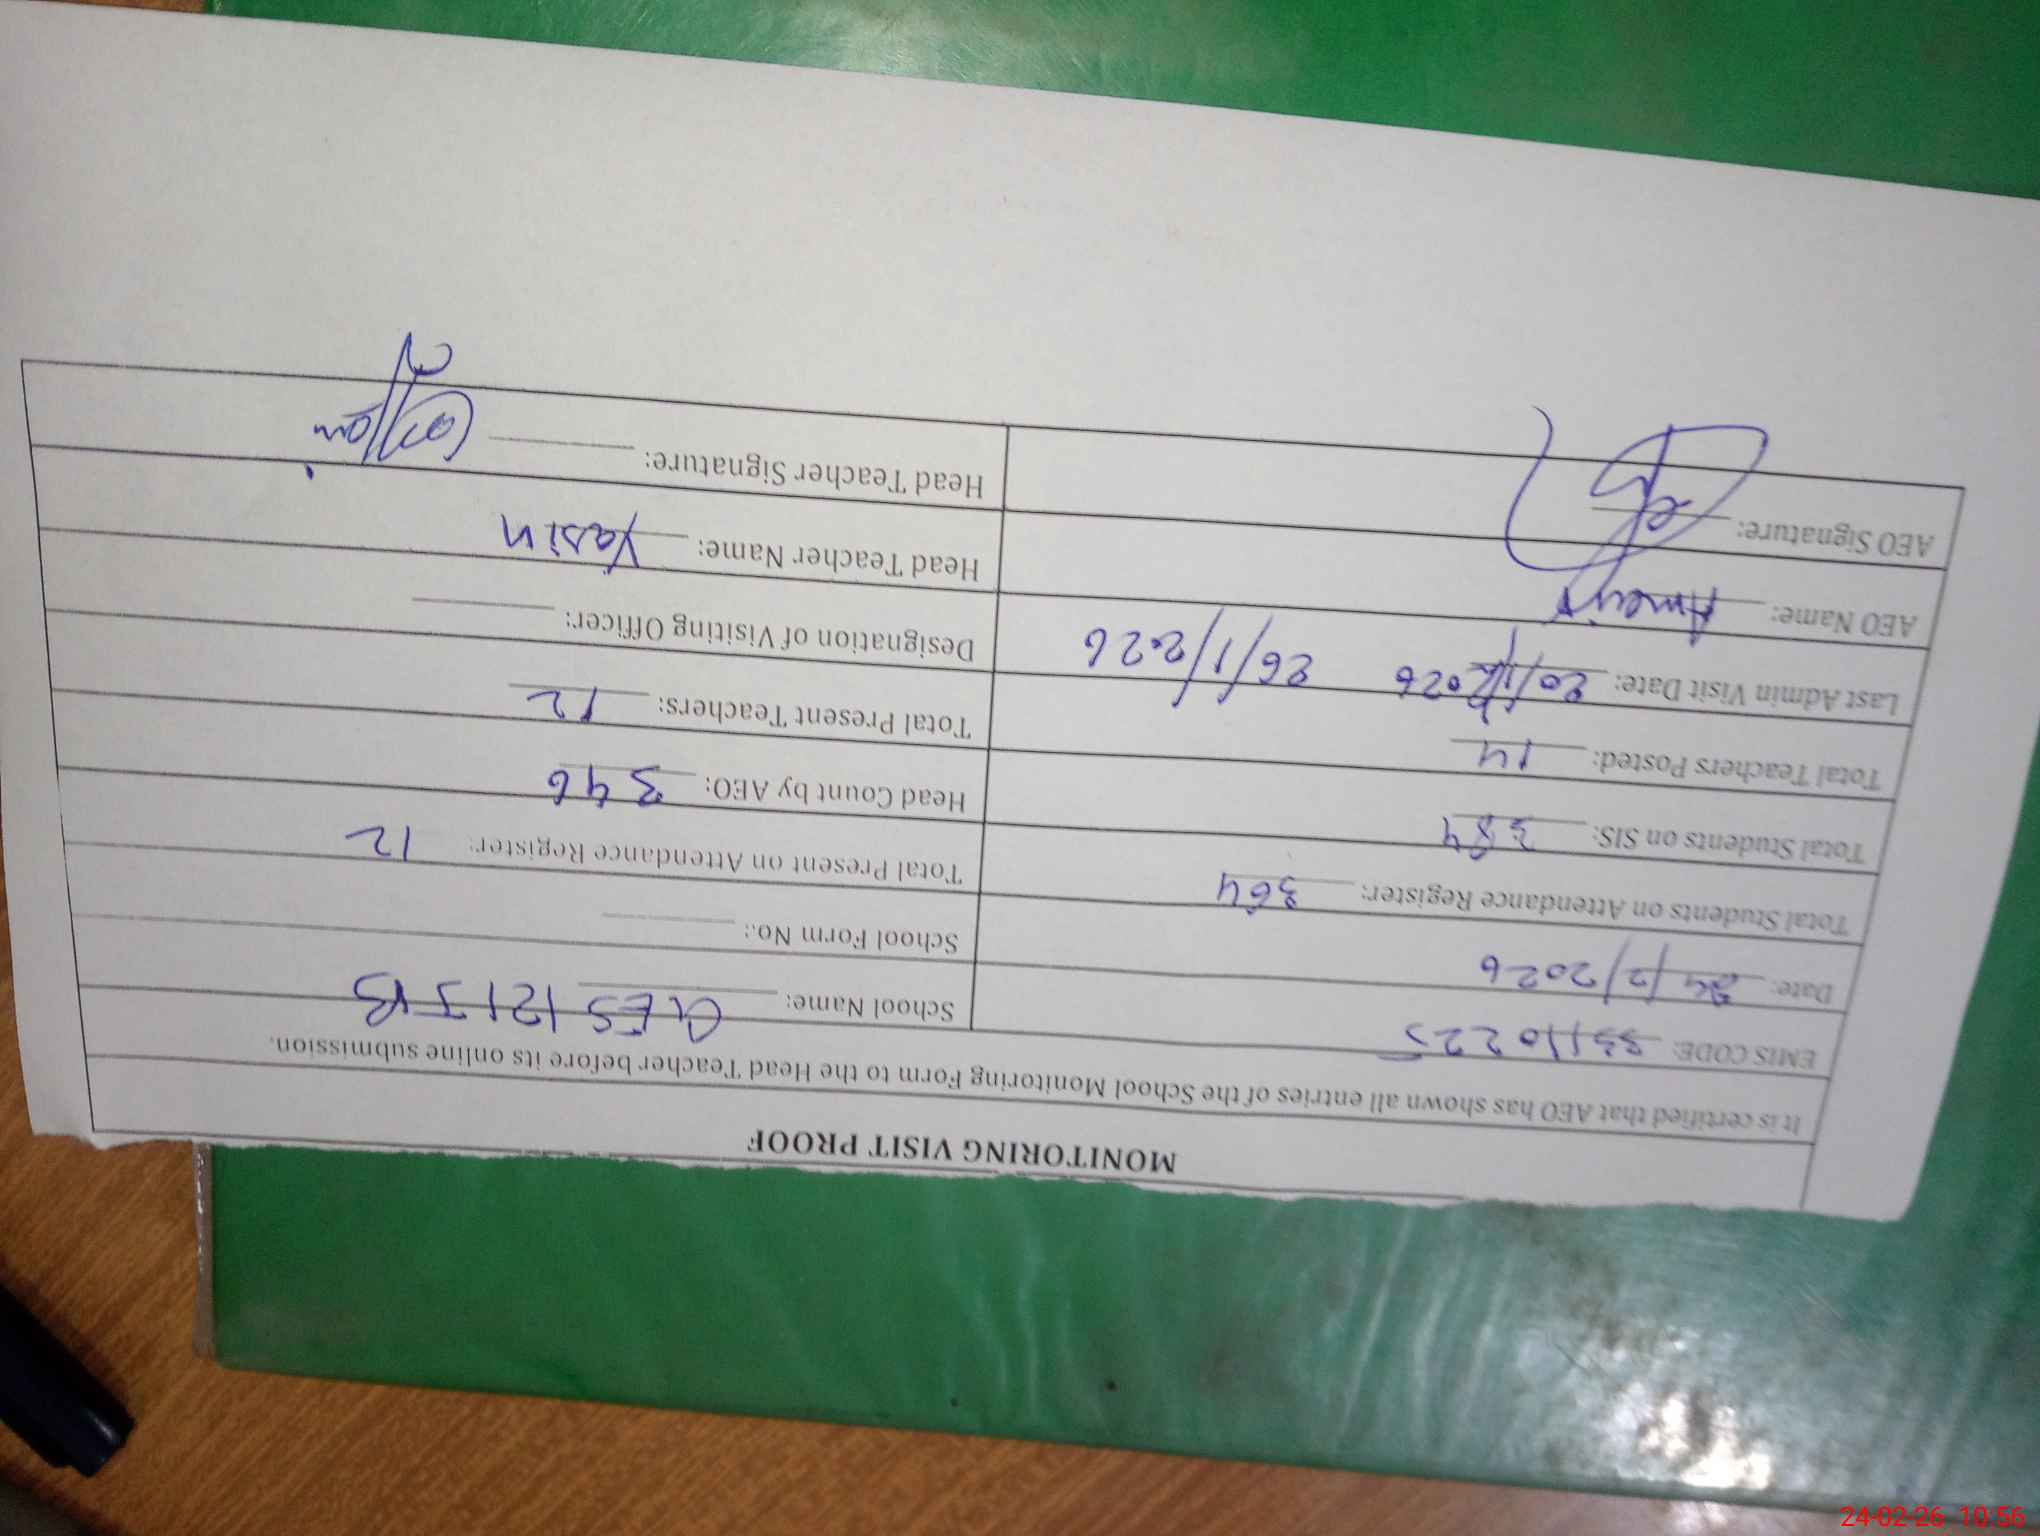 MONITORING VISIT PROOF
It is certified that AEO has shown all entries of the School Monitoring Form to the Head Teacher before its online submission.
EMIS CODE: 33110225 School Name: GES 121 JB
Date: 24/2/2026 School Form No.:
Total Students on Attendance Register: 364 Total Present on Attendance Register: 12
Total Students on SIS: 384 Head Count by AEO: 346
Total Teachers Posted: 14 Total Present Teachers: 12
Last Admin Visit Date: 2026 26/1/2026 Designation of Visiting Officer:
AEO Name: Head Teacher Name: Yasin
AEO Signature: Head Teacher Signature:
24-02-26 10:56